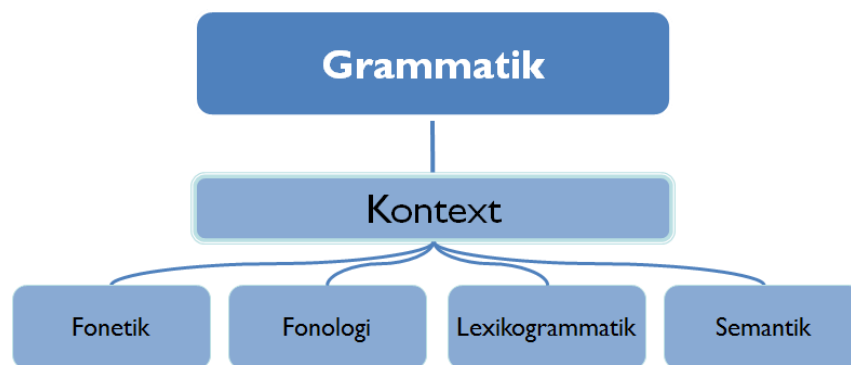 Grammatik
Kontext
Fonetik
Fonologi
Lexikogrammatik
Semantik